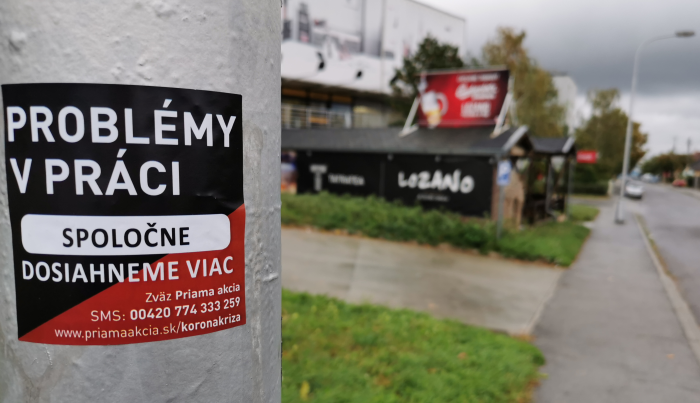 PROBLÉMY
V PRÁCI
SPOLOČNE
DOSIAHNEME VIAC
Zväz Priama akcia
SMS: 00420 774 333 259
www.priamaakcia.sk/koronakriza
LOZANO